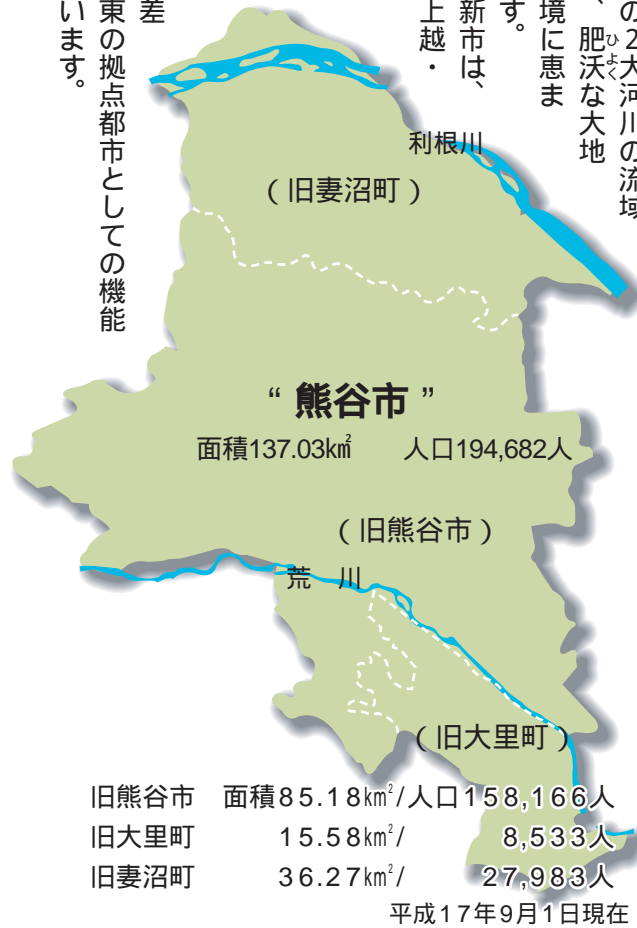 の2大河川の流域
、肥沃な大地
ひよく
境に恵ま
す。
新市は、
上越・
差
東の拠点都市としての機能
います。
利根川
（旧妻沼町）
“熊谷市”
面積137.03㎢　人口194,682人
（旧熊谷市）
荒　川
（旧大里町）
旧熊谷市　面積85.18㎢/人口158,166人
旧大里町　15.58㎢/　8,533人
旧妻沼町　36.27㎢/　27,983人
平成17年9月1日現在